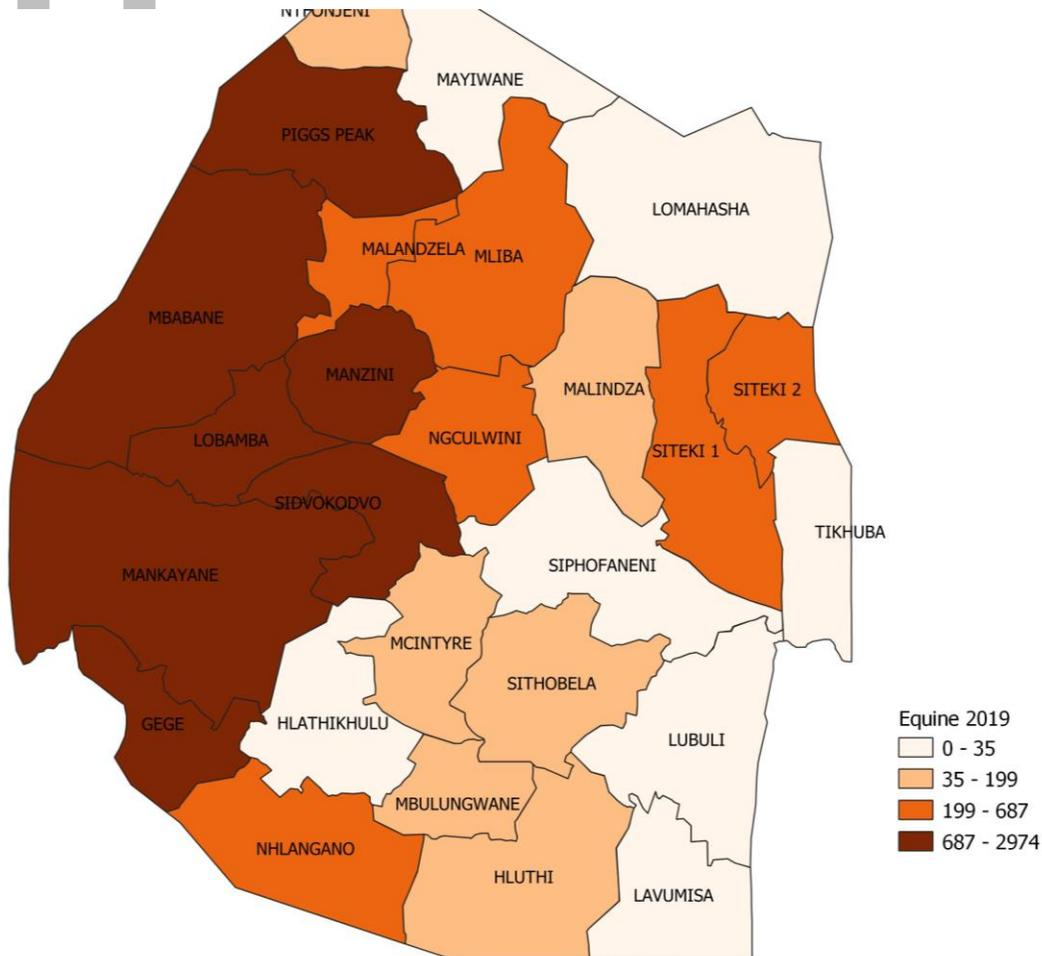 NTFONJENI
MAYIWANE
PIGGS PEAK
LOMAHASHA
MALANDZELA
MLIBA
MBABANE
MANZINI
MALINDZA
SITEKI 2
LOBAMBA
NGCULWINI
SITEKI 1
SIDVOKODVO
TIKHUBA
MANKAYANE
SIPHOFANENI
MCINTYRE
SITHOBELA
GEGE
HLATHIKHULU
LUBULI
MBULUNGWANE
NHLANGANO
HLUTHI
LAVUMISA
Equine 2019
0 - 35
35 - 199
199 - 687
687 - 2974